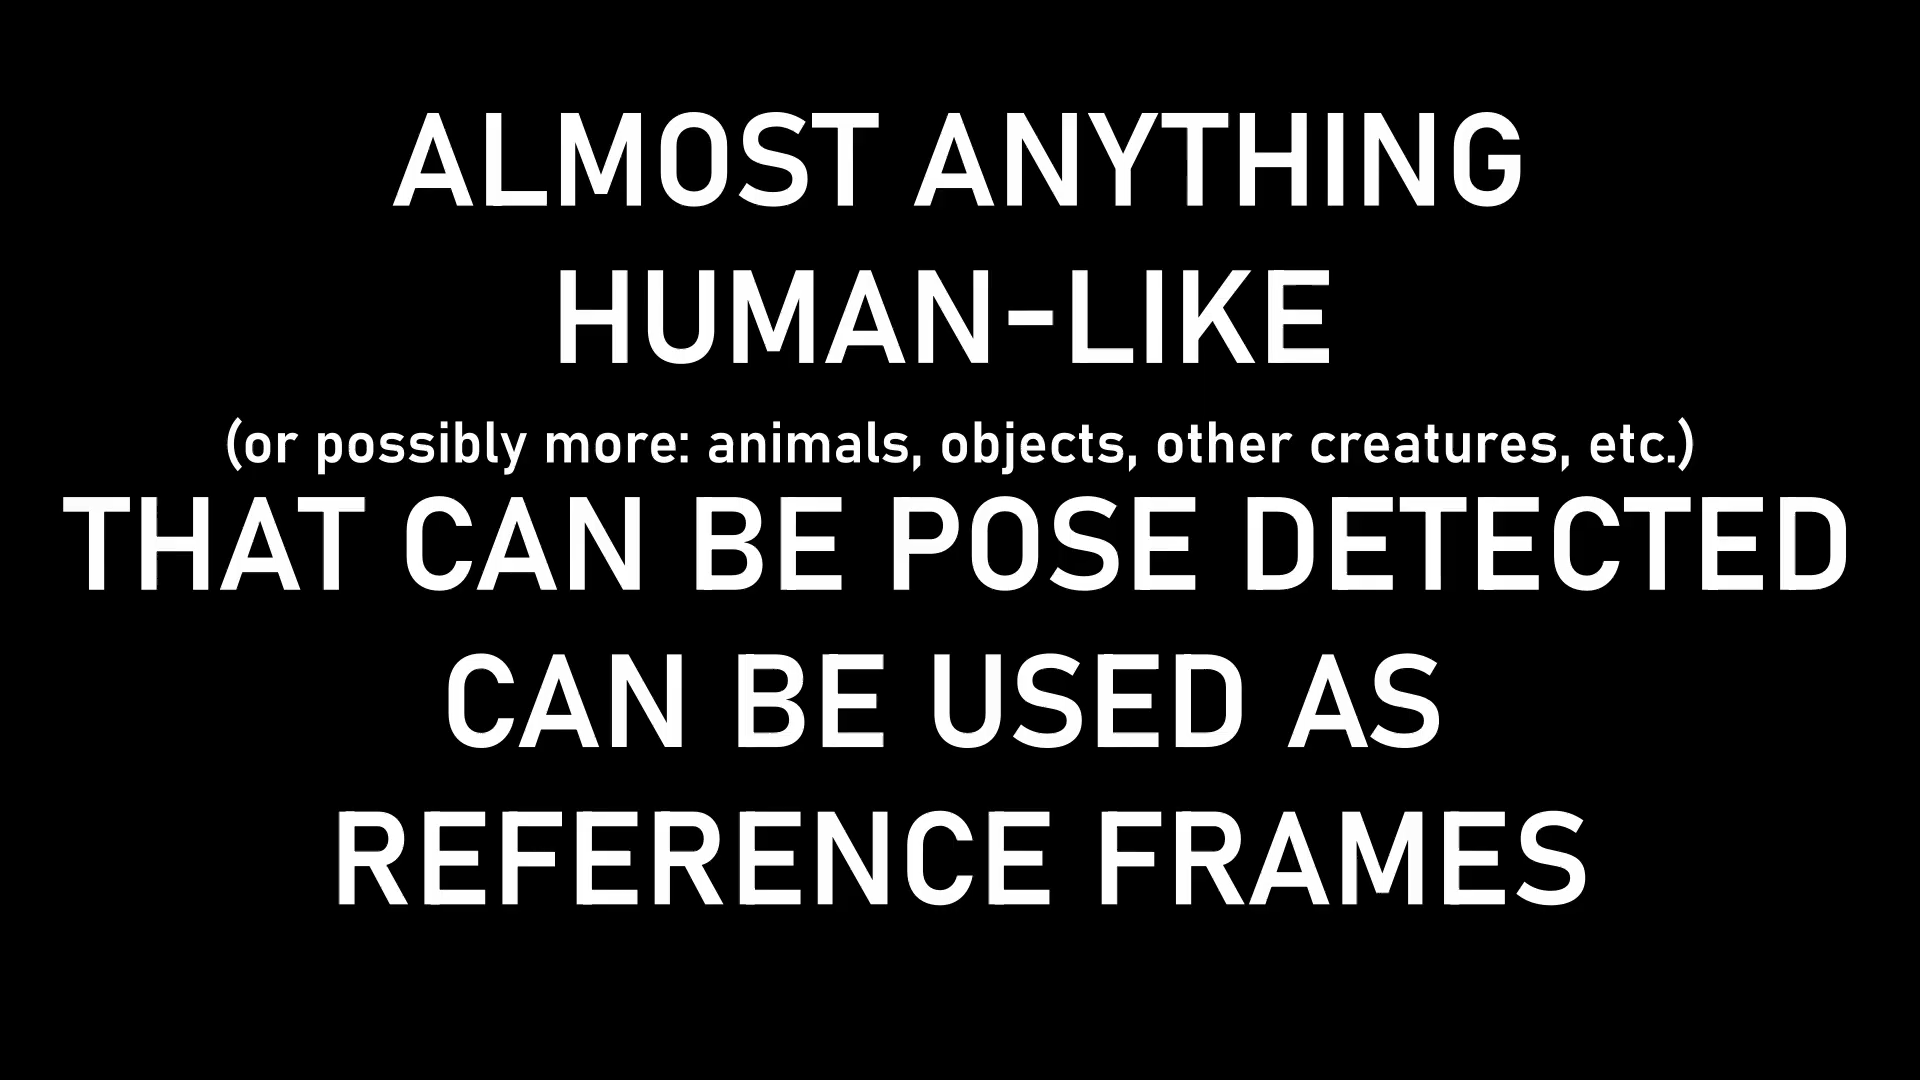 ALMOST ANYTHING
HUMAN-LIKE
(or possibly more: animals, objects, other creatures, etc.)
THAT CAN BE POSE DETECTED
CAN BE USED AS
REFERENCE FRAMES